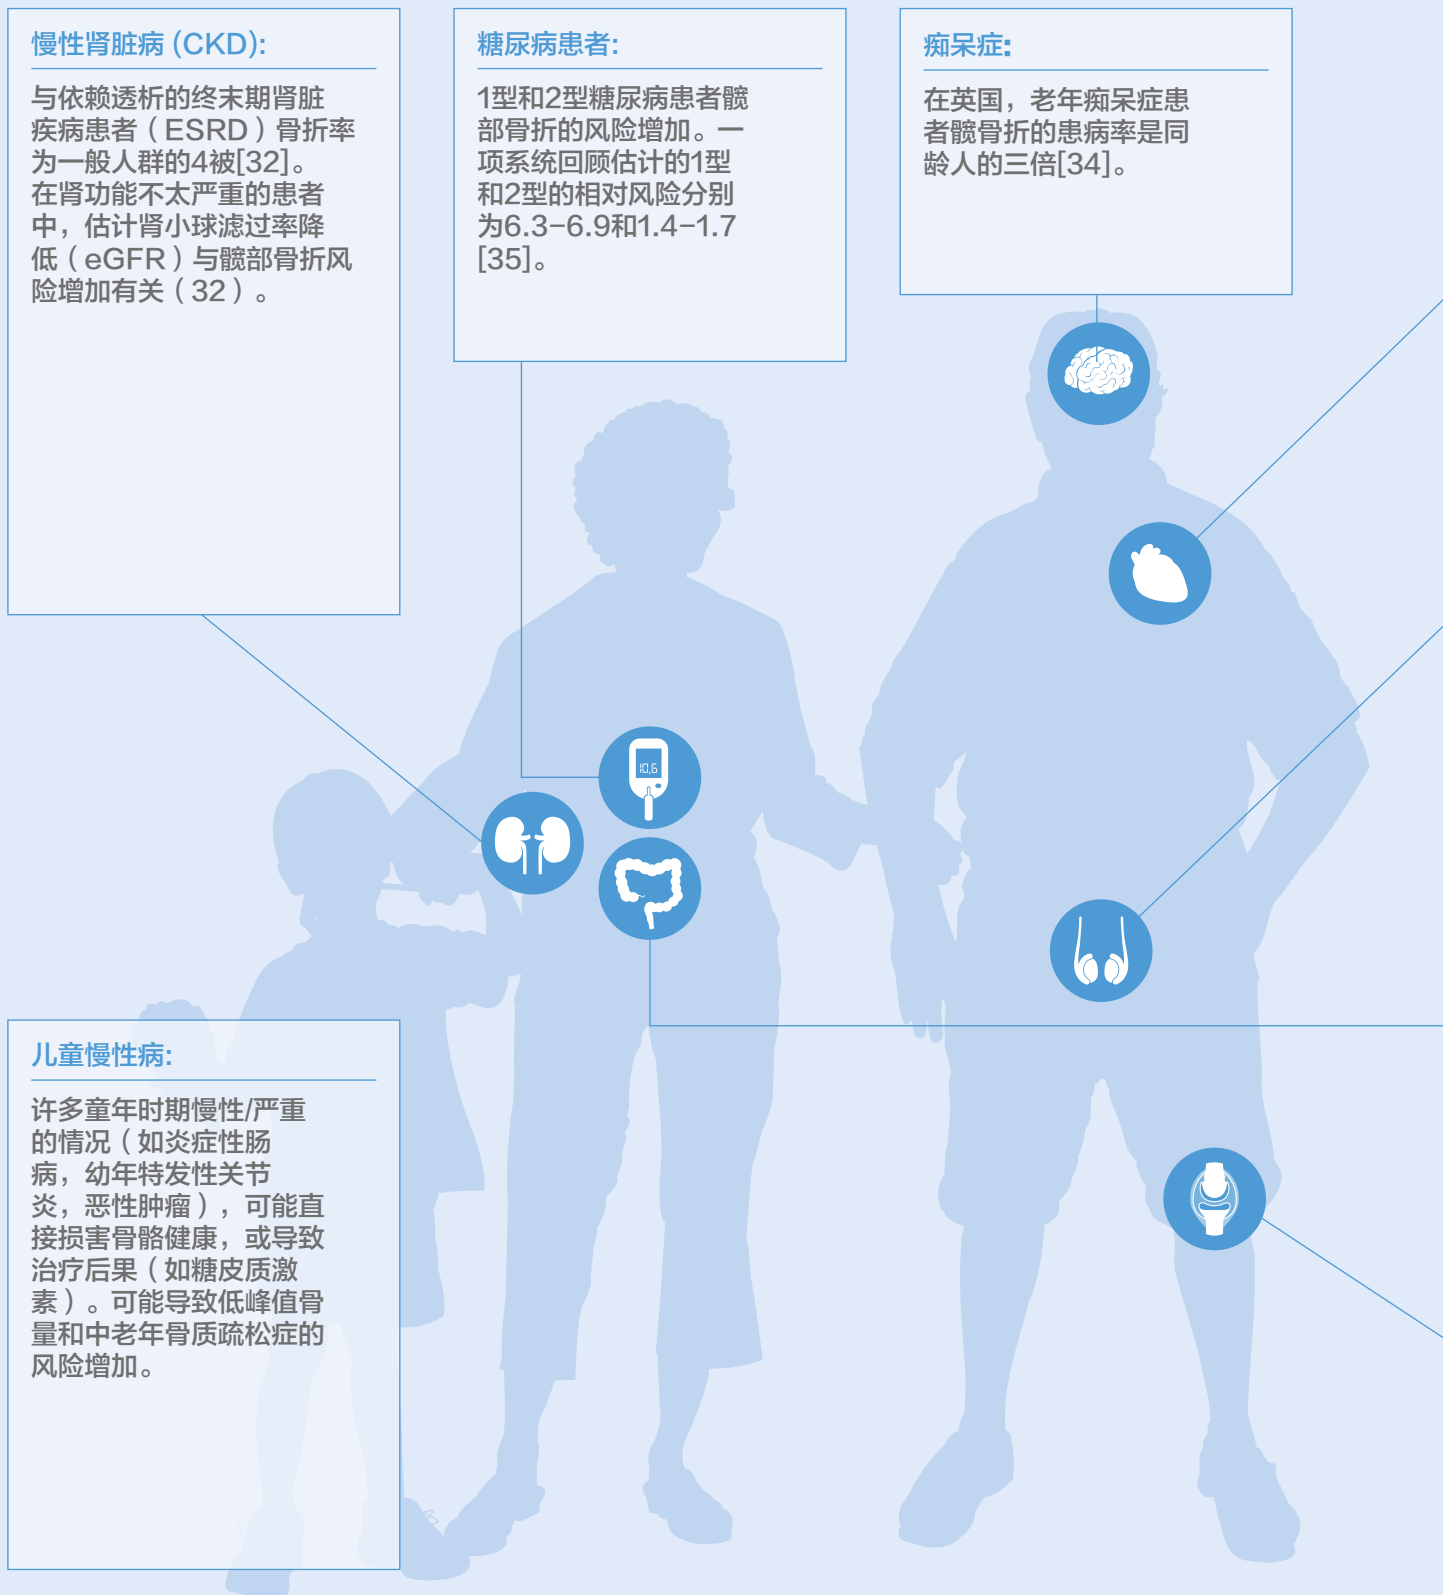 慢性肾脏病 (CKD):
与依赖透析的终末期肾脏
疾病患者（ESRD）骨折率
为一般人群的4被[32]。
在肾功能不太严重的患者
中，估计肾小球滤过率降
低（eGFR）与髋部骨折风
险增加有关（32）。
糖尿病患者:
1型和2型糖尿病患者髋
部骨折的风险增加。一
项系统回顾估计的1型
和2型的相对风险分别
为6.3–6.9和1.4–1.7
[35]。
痴呆症:
在英国，老年痴呆症患
者髋骨折的患病率是同
龄人的三倍[34]。
10.6
儿童慢性病:
许多童年时期慢性/严重
的情况（如炎症性肠
病，幼年特发性关节
炎，恶性肿瘤），可能直
接损害骨骼健康，或导致
治疗后果（如糖皮质激
素）。可能导致低峰值骨
量和中老年骨质疏松症的
风险增加。